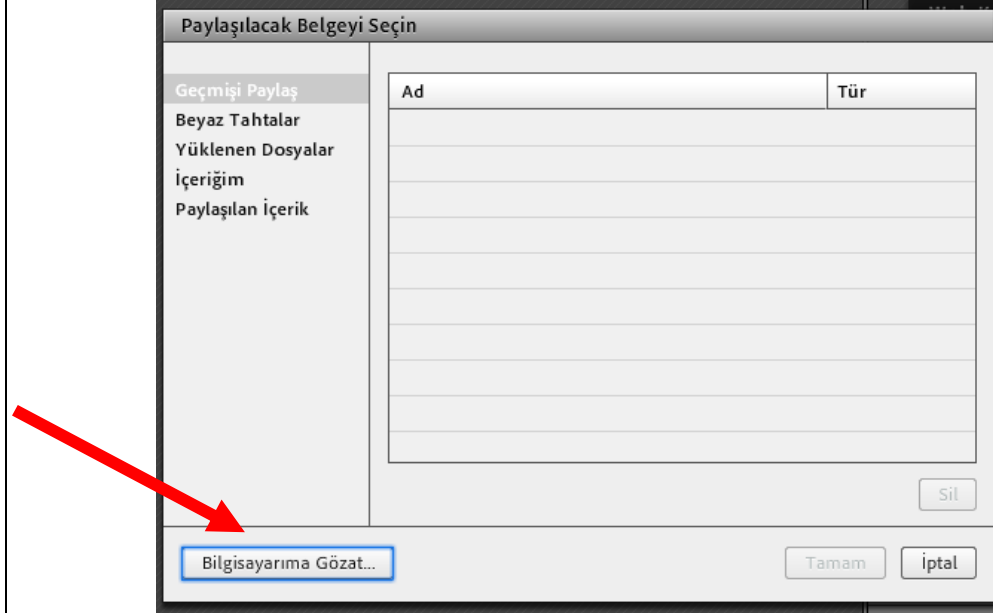 Paylaşılacak Belgeyi Seçin
Geçmişi Paylaş
Beyaz Tahtalar
Yüklenen Dosyalar
İçeriğim
Paylaşılan İçerik
Ad Tür
Sil
Bilgisayarıma Gözat... Tamam İptal